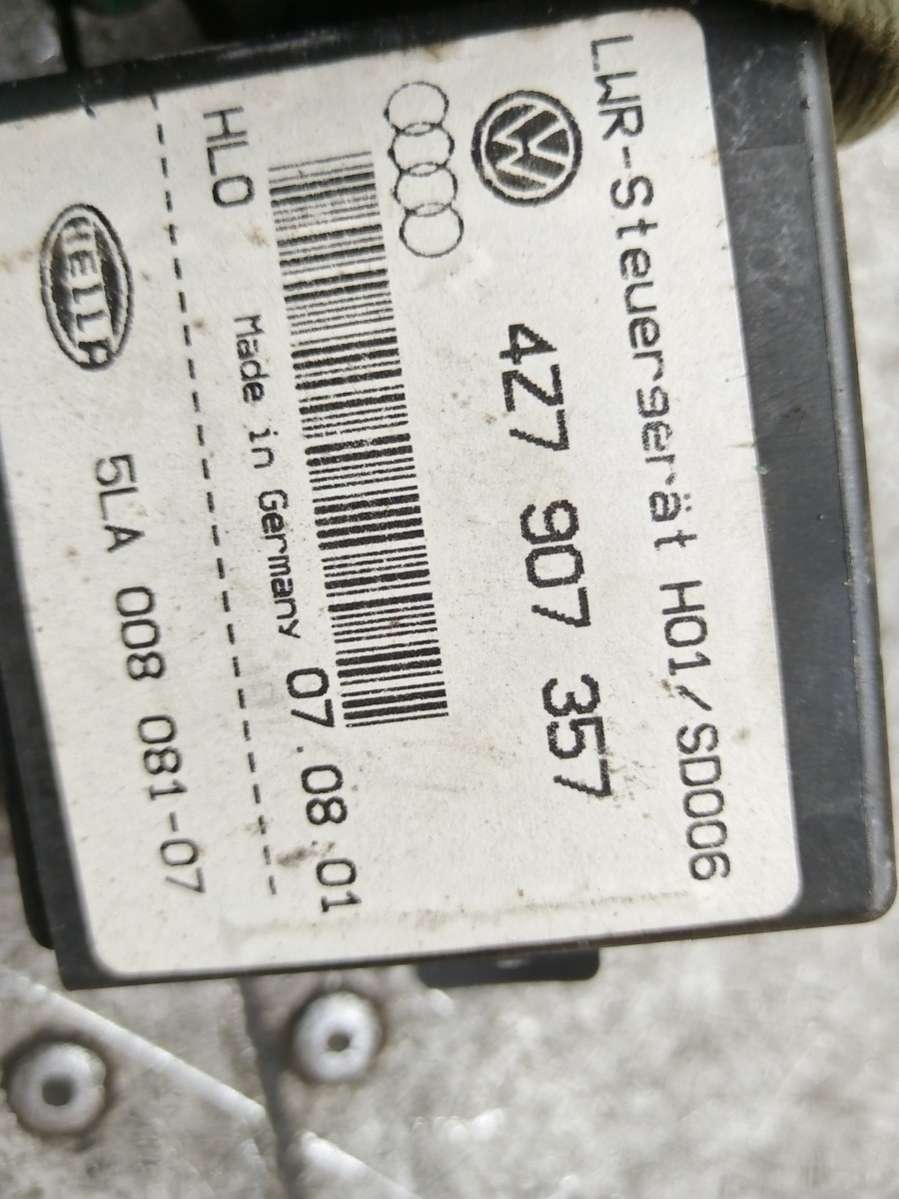 LWR-Steuergerät H01/SD006
4Z7 907 357
HLO Made in Germany 07.08.01
HELLA 5LA 008 081-07